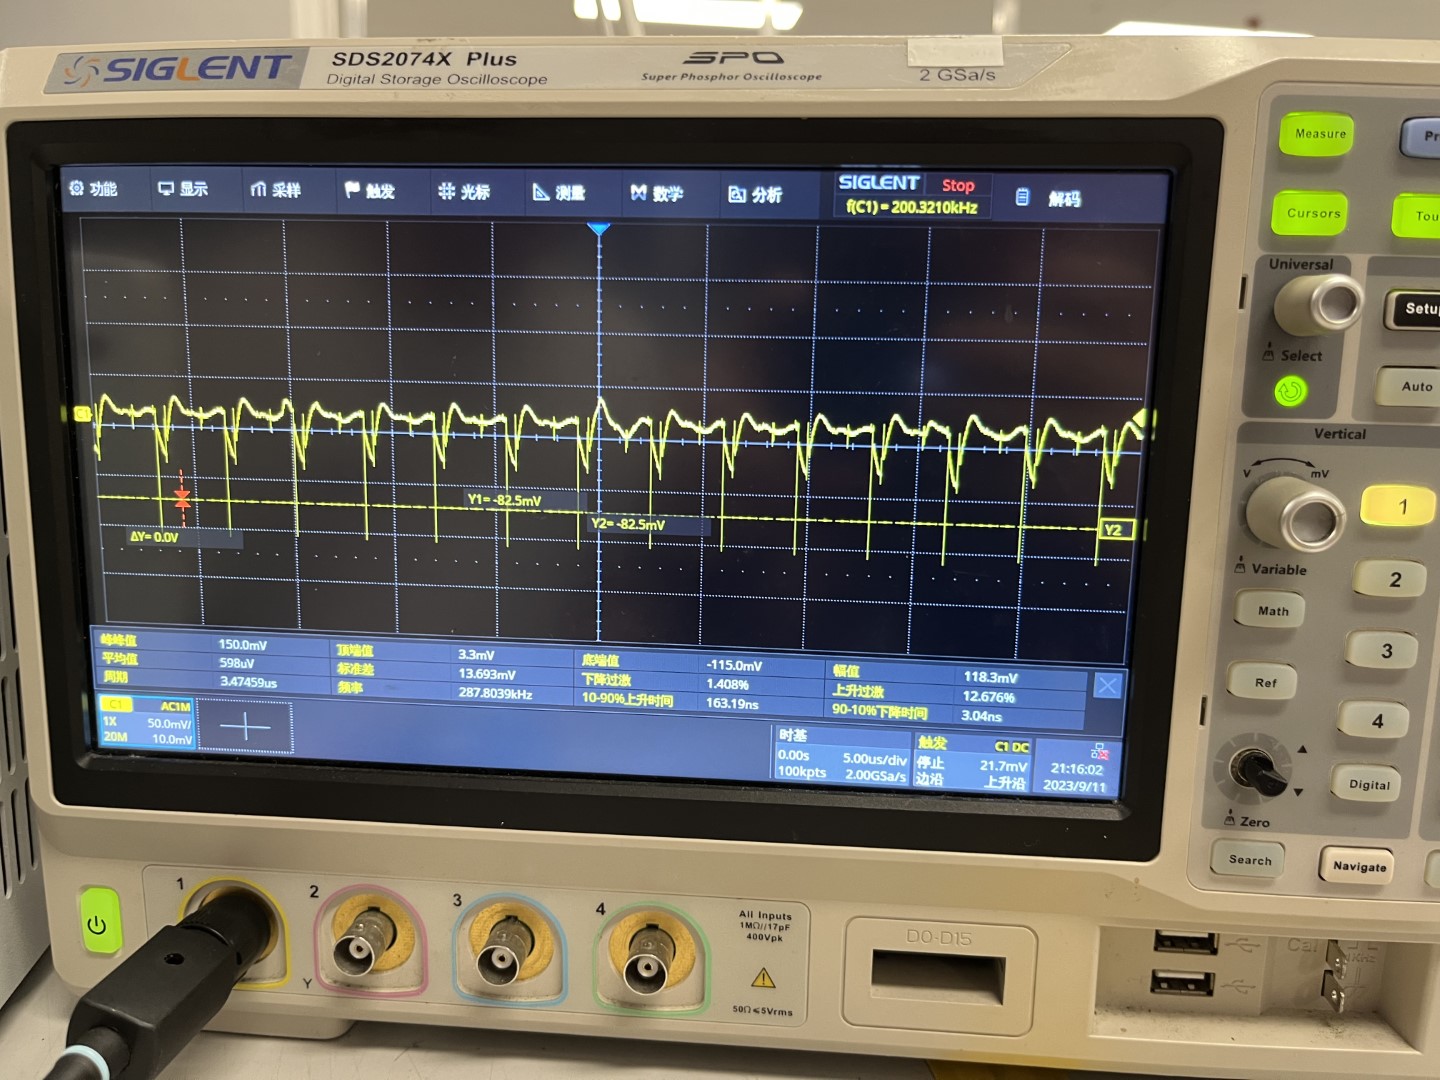 SIGLENT
SDS2074X Plus
Digital Storage Oscilloscope
SPO
Super Phosphor Oscilloscope
2 GSa/s
功能 显示 采样 触发 光标 测量 数学 分析
SIGLENT Stop
f(C1) = 200.3210kHz
解码
C1
Y1= -82.5mV
Y2= -82.5mV
ΔY= 0.0V
Y2
峰峰值 150.0mV 顶端值 3.3mV 底端值 -115.0mV 幅值 118.3mV
平均值 598uV 标准差 13.693mV 下降过激 1.408% 上升过激 12.676%
周期 3.47459us 频率 287.8039kHz 10-90%上升时间 163.19ns 90-10%下降时间 3.04ns
C1 AC1M
1X 50.0mV/
20M 10.0mV
时基
0.00s 5.00us/div
100kpts 2.00GSa/s
触发 C1 DC
停止 21.7mV
边沿 上升沿
21:16:02
2023/9/11
Measure
Pr
Cursors
Tou
Universal
Select
Setu
Auto
Vertical
V mV
1
Variable
2
Math
3
Ref
4
Digital
Zero
Search
Navigate
1
2
3
4
Y
All Inputs
1MΩ//17pF
400Vpk
50Ω≤5Vrms
D0-D15
Cal
1KHz